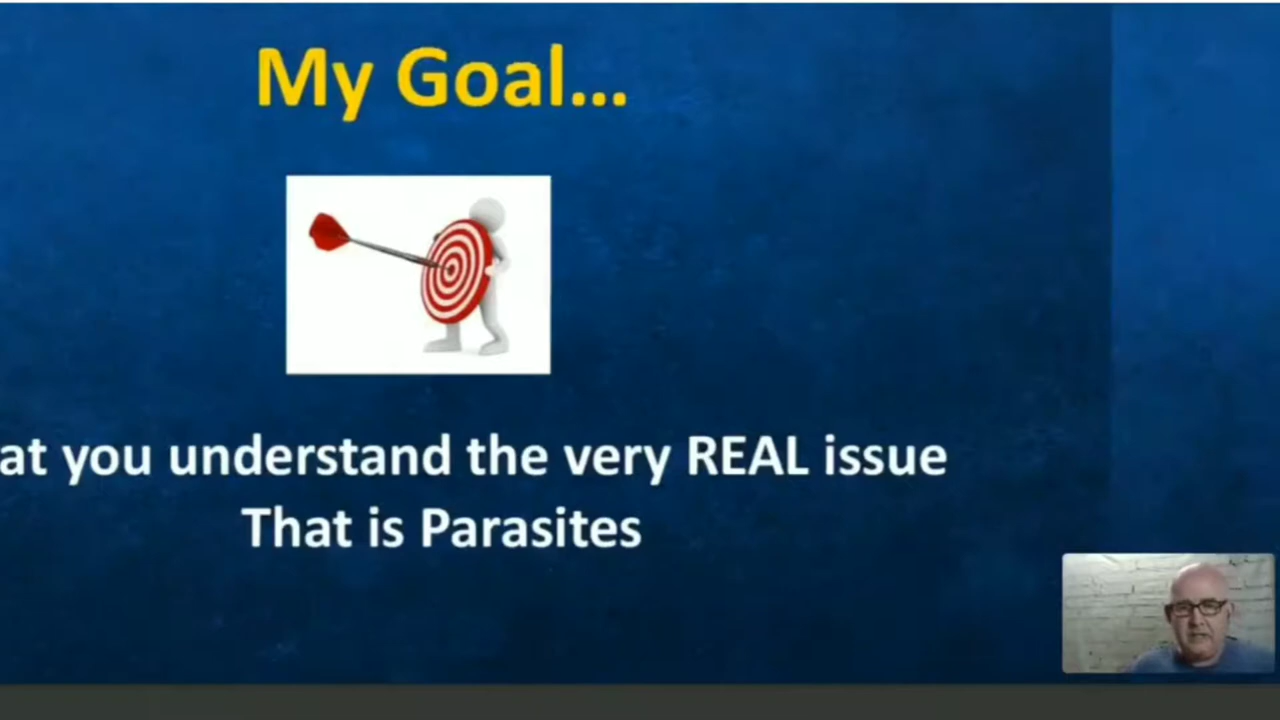 My Goal...
at you understand the very REAL issue
That is Parasites